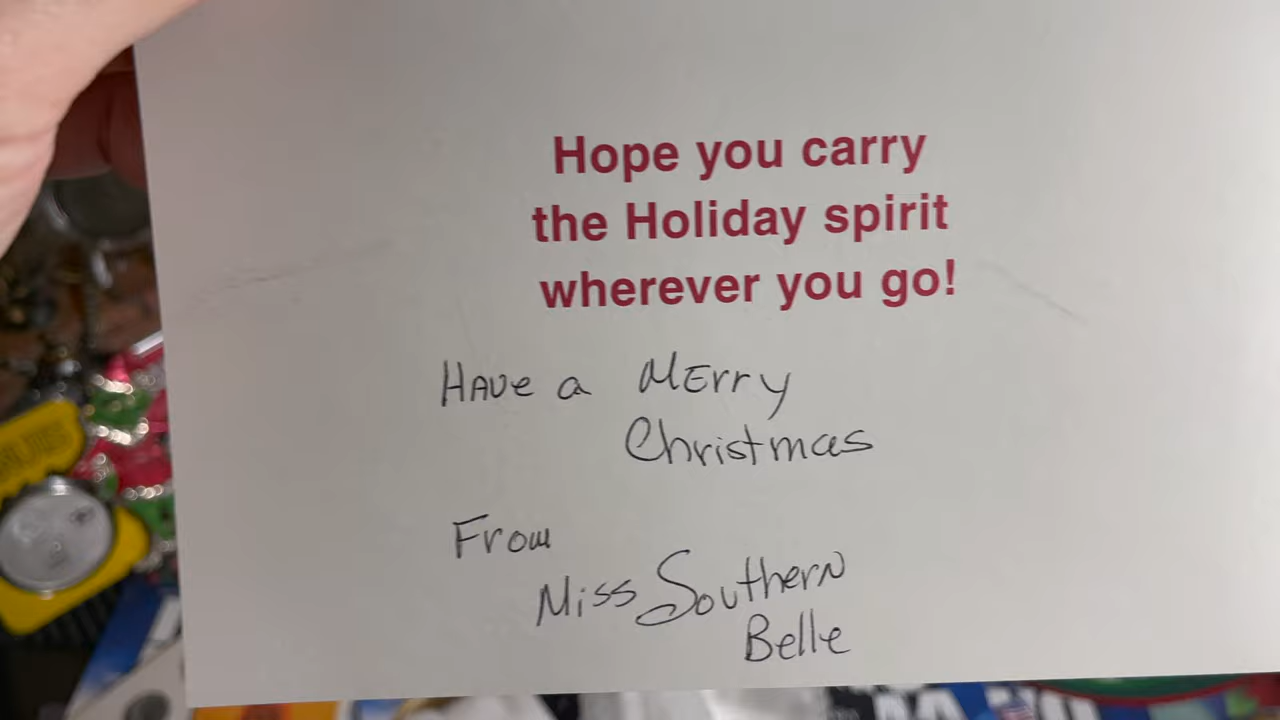 Hope you carry
the Holiday spirit
wherever you go!
Have a Merry
Christmas
From
Miss Southern
Belle